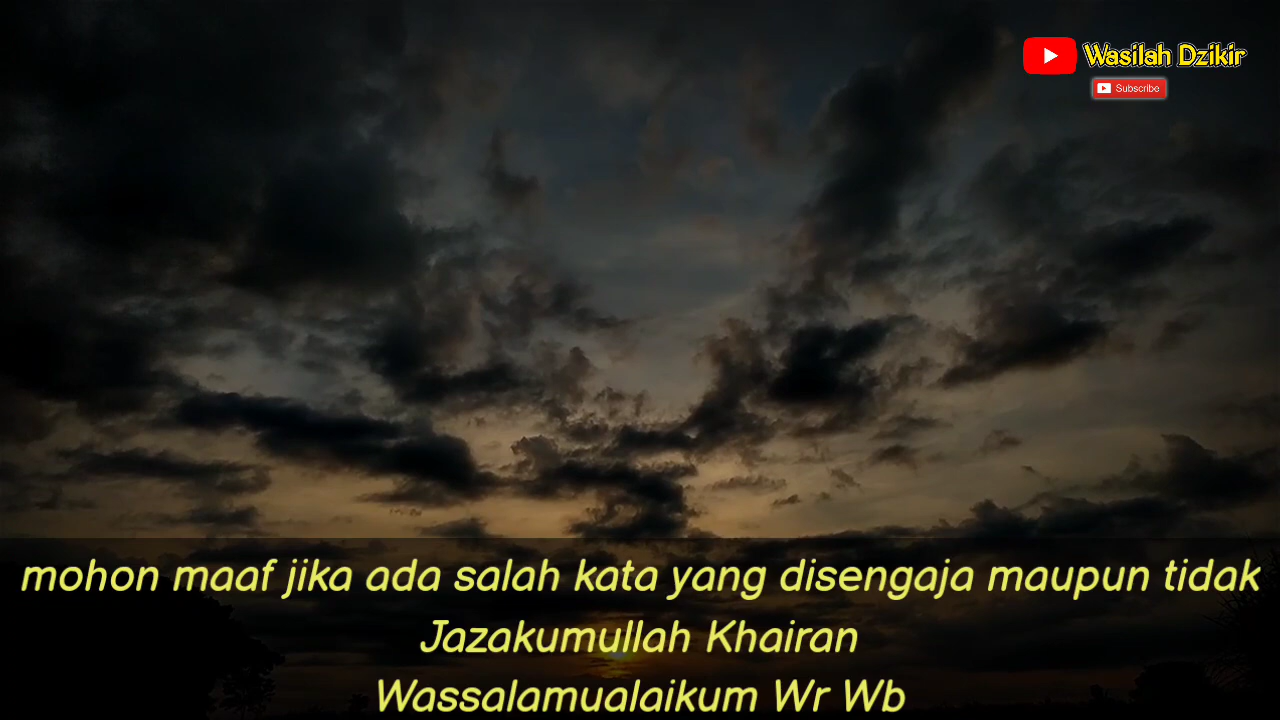 Wasilah Dzikir
Subscribe
mohon maaf jika ada salah kata yang disengaja maupun tidak
Jazakumullah Khairan
Wassalamualaikum Wr Wb